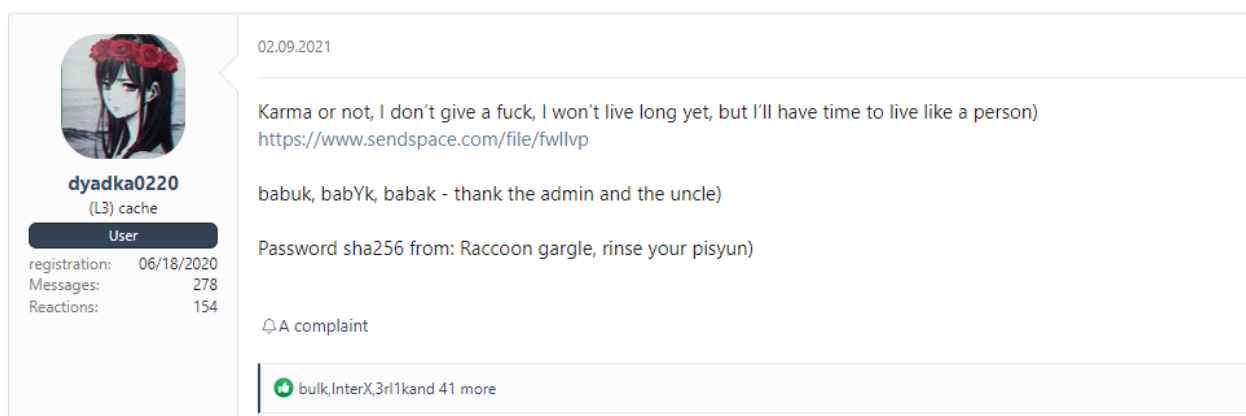 02.09.2021
Karma or not, I don't give a fuck, I won't live long yet, but I'll have time to live like a person)
https://www.sendspace.com/file/fwllvp
babuk, babYk, babak - thank the admin and the uncle)
Password sha256 from: Raccoon gargle, rinse your pisyun)
dyadka0220
(L3) cache
User
registration: 06/18/2020
Messages: 278
Reactions: 154
A complaint
bulk,InterX,3rl1kand 41 more